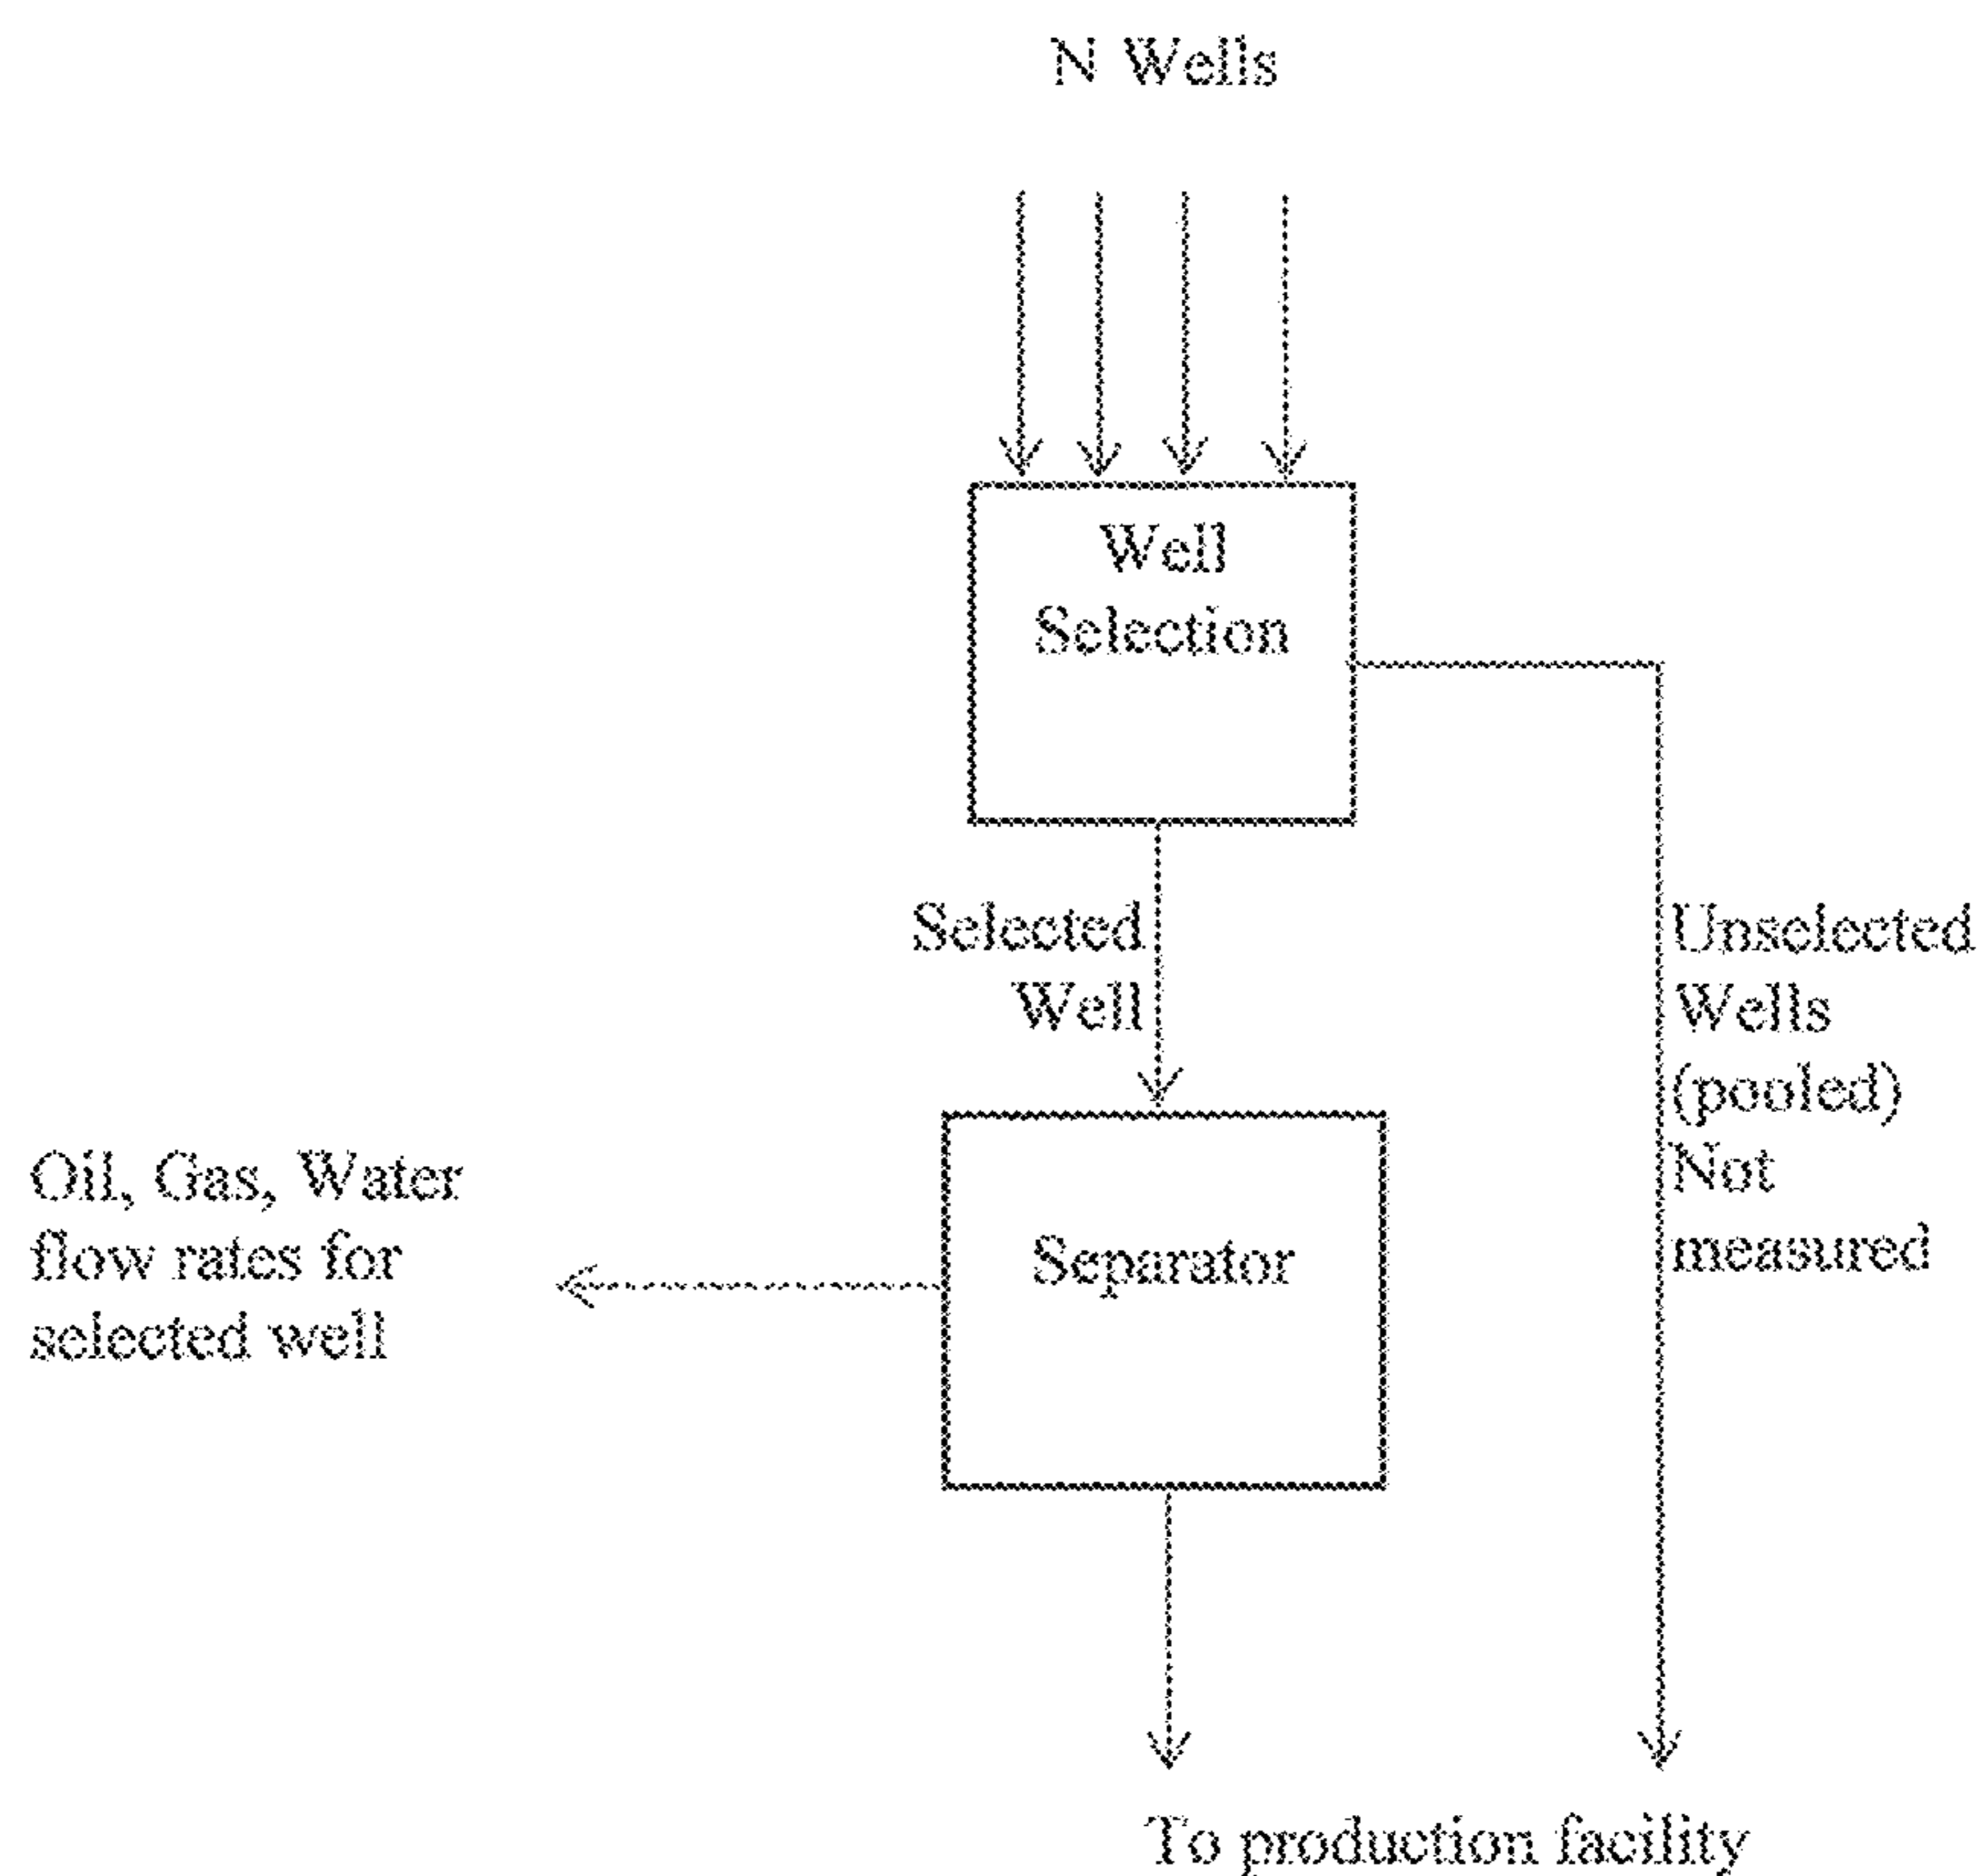 N Wells
Well
Selection
Selected
Well
Unselected
Wells
(pooled)
Not
measured
Oil, Gas, Water
flow rates for
selected well
Separator
To production facility